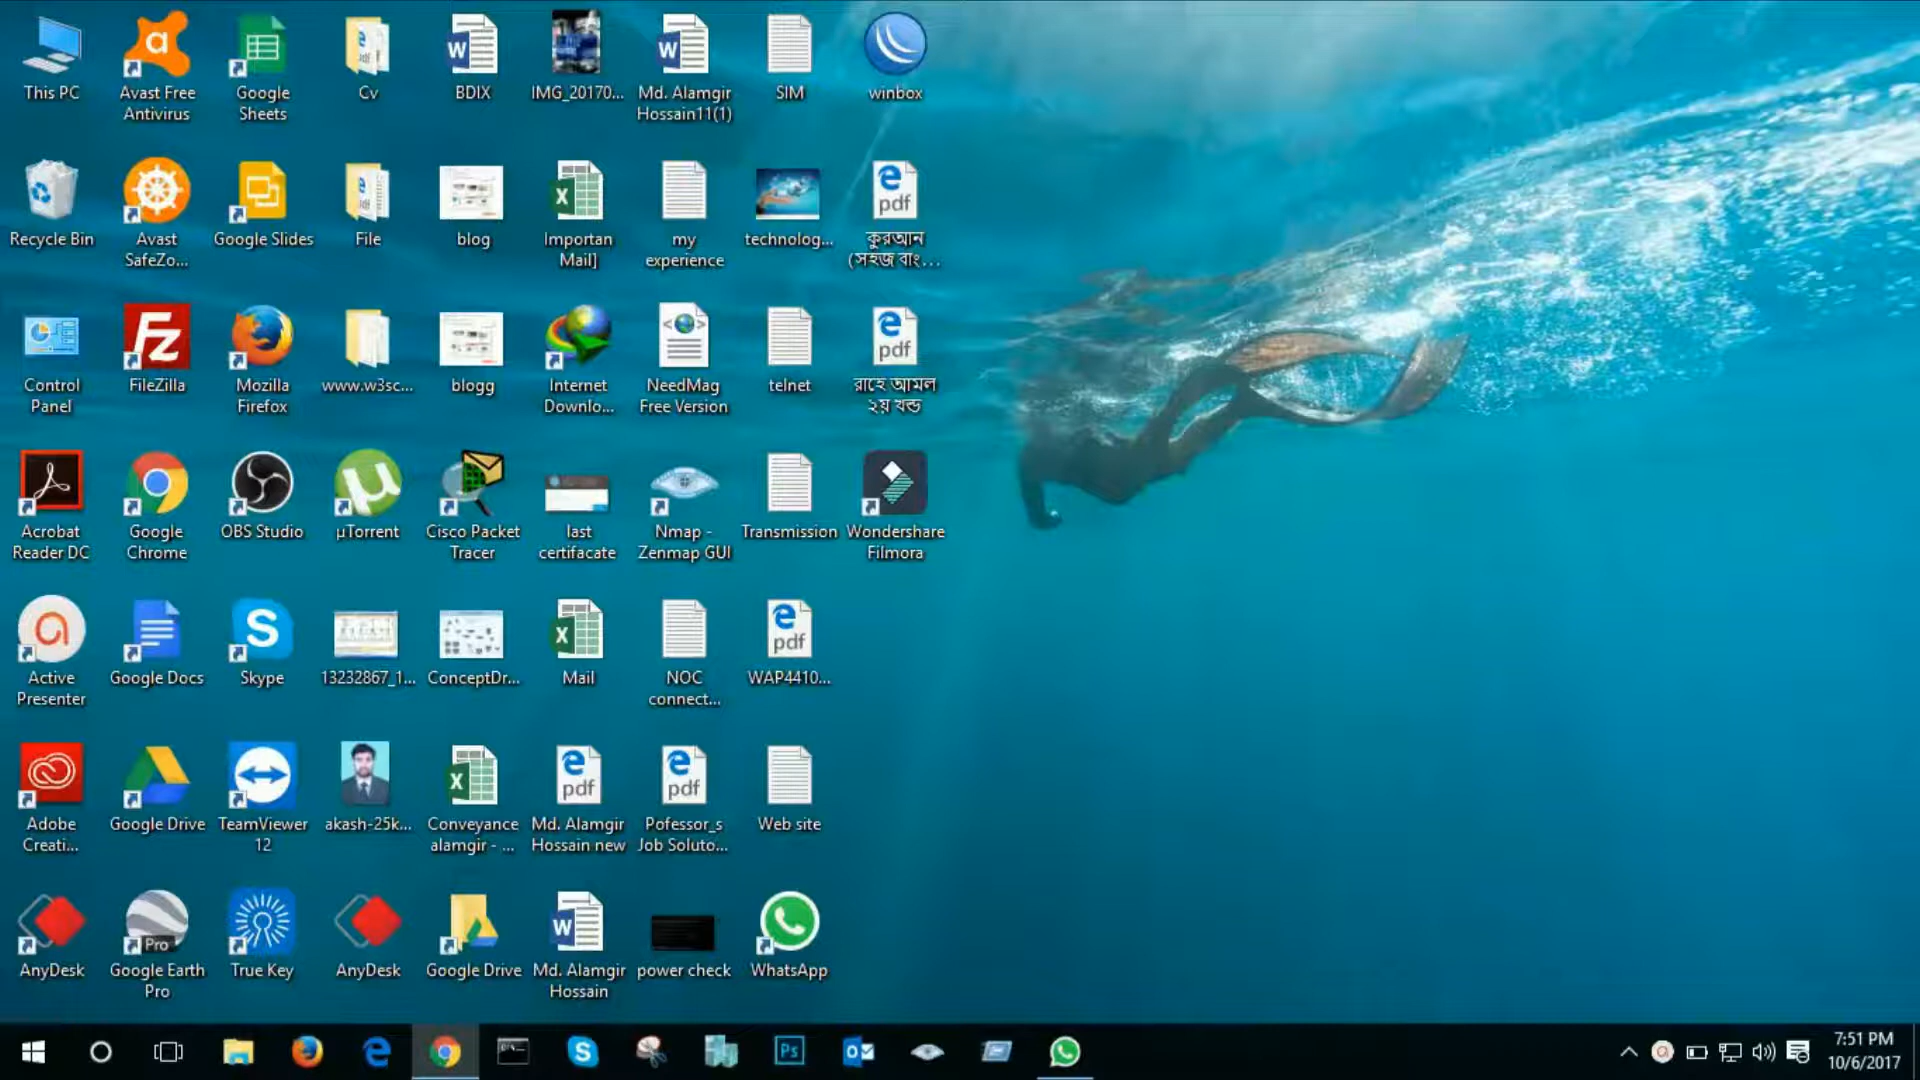 This PC
Avast Free
Antivirus
Google
Sheets
Cv
BDIX
IMG_20170...
Md. Alamgir
Hossain11(1)
SIM
winbox
Recycle Bin
Avast
SafeZo...
Google Slides
File
blog
Importan
Mail]
my
experience
technolog...
কুরআন
(সহজ বাং...
Control
Panel
FileZilla
Mozilla
Firefox
www.w3sc...
blogg
Internet
Downlo...
NeedMag
Free Version
telnet
রাহে আমল
২য় খন্ড
Acrobat
Reader DC
Google
Chrome
OBS Studio
µTorrent
Cisco Packet
Tracer
last
certifacate
Nmap -
Zenmap GUI
Transmission
Wondershare
Filmora
Active
Presenter
Google Docs
Skype
13232867_1...
ConceptDr...
Mail
NOC
connect...
WAP4410...
Adobe
Creati...
Google Drive
TeamViewer
12
akash-25k...
Conveyance
alamgir - ...
Md. Alamgir
Hossain new
Pofessor_s
Job Soluto...
Web site
AnyDesk
Google Earth
Pro
True Key
AnyDesk
Google Drive
Md. Alamgir
Hossain
power check
WhatsApp
7:51 PM
10/6/2017